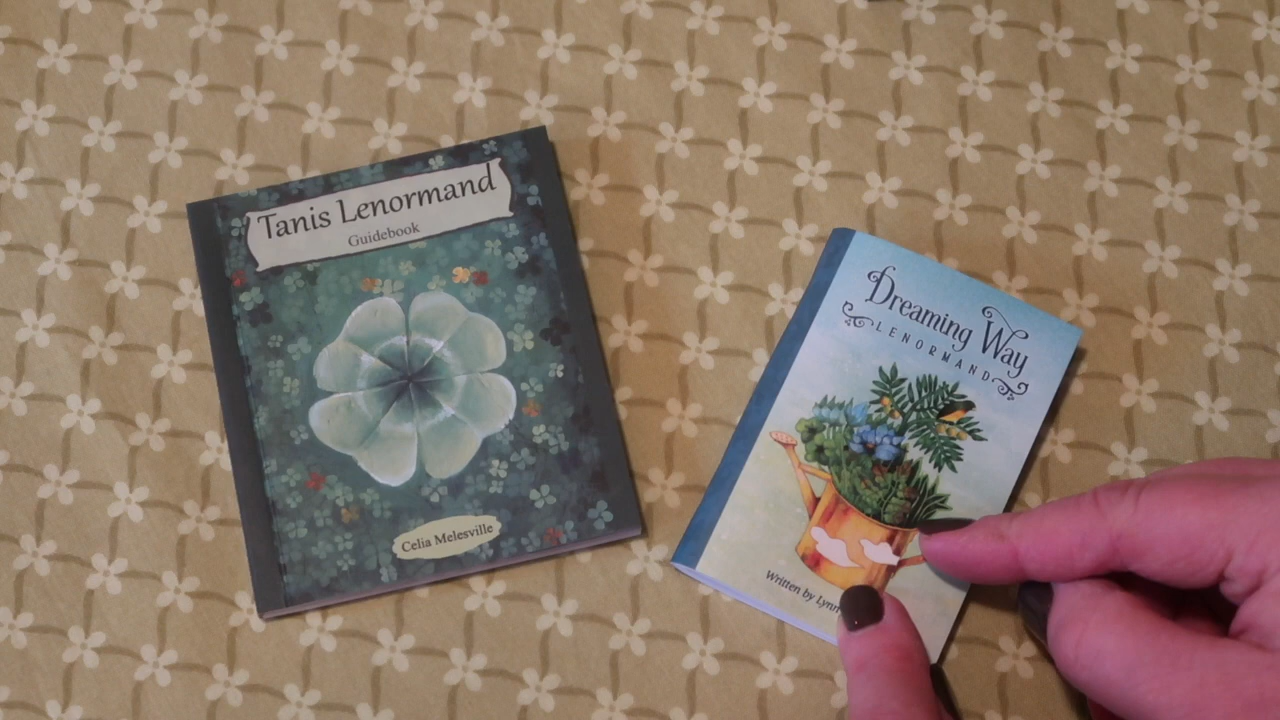 Tanis Lenormand
Guidebook
Celia Melesville
Dreaming Way
LENORMAND
Written by Lynn